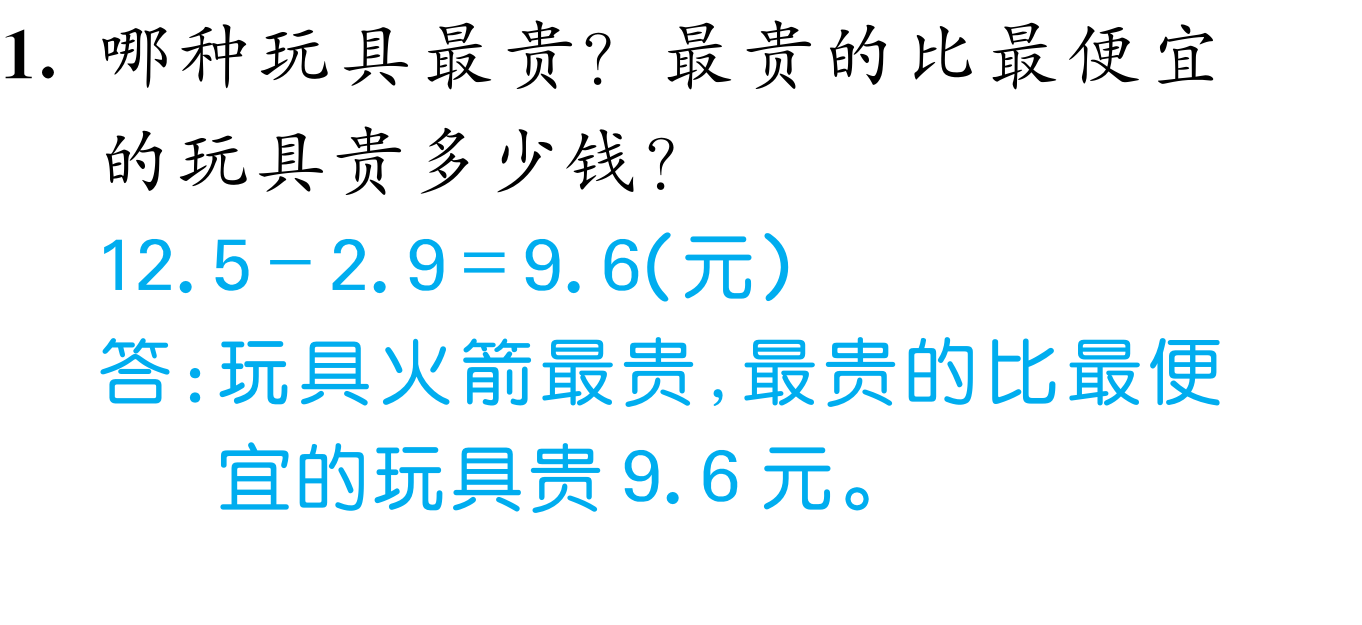 1. 哪种玩具最贵？最贵的比最便宜
的玩具贵多少钱？
12.5－2.9＝9.6(元)
答:玩具火箭最贵,最贵的比最便
宜的玩具贵 9.6 元。